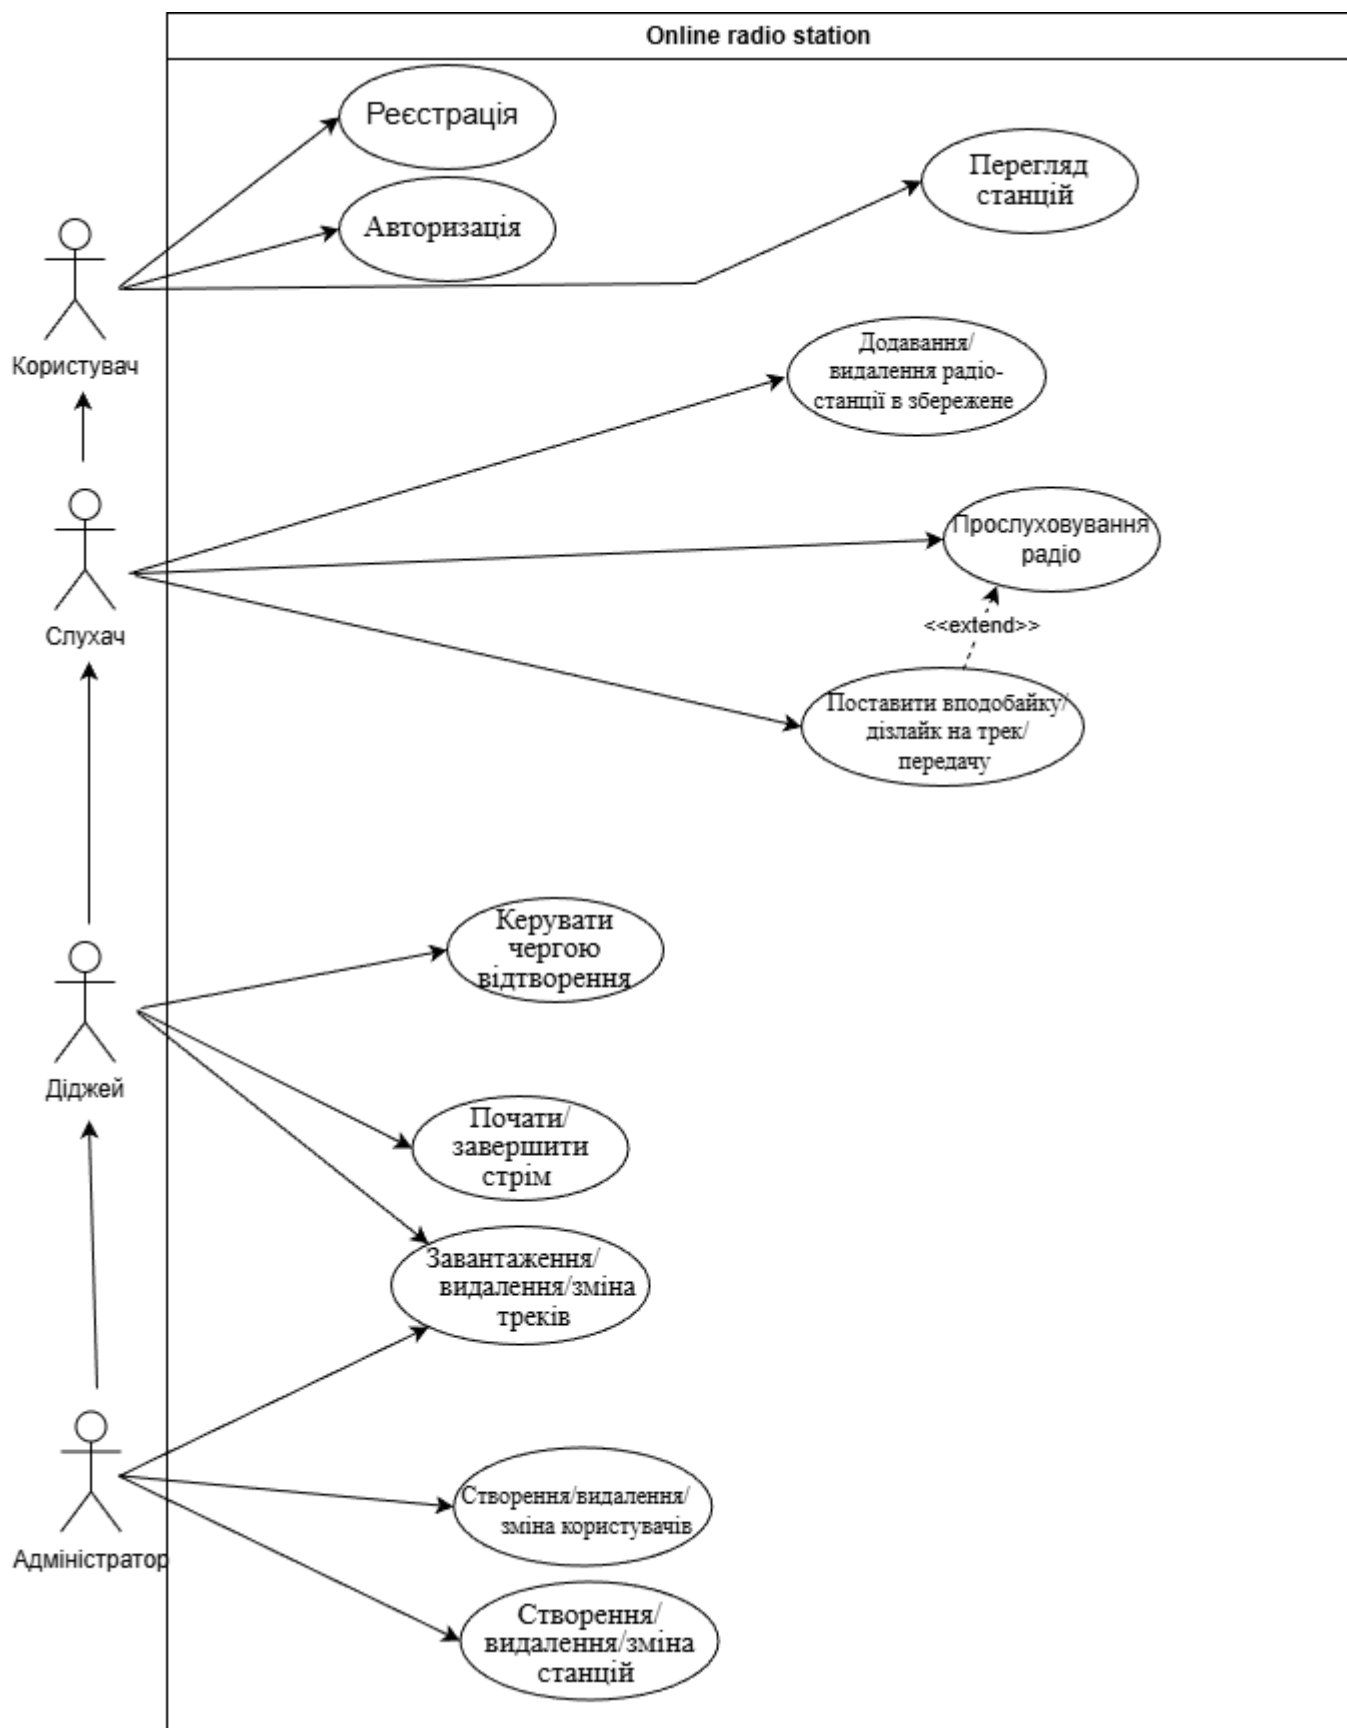 Online radio station
Реєстрація
Перегляд
станцій
Авторизація
Користувач
Додавання/
видалення радіо-
станції в збережене
Прослуховування
радіо
Слухач
<<extend>>
Поставити вподобайку/
дізлайк на трек/
передачу
Керувати
чергою
відтворення
Діджей
Почати/
завершити
стрім
Завантаження/
видалення/зміна
треків
Створення/видалення/
зміна користувачів
Адміністратор
Створення/
видалення/зміна
станцій